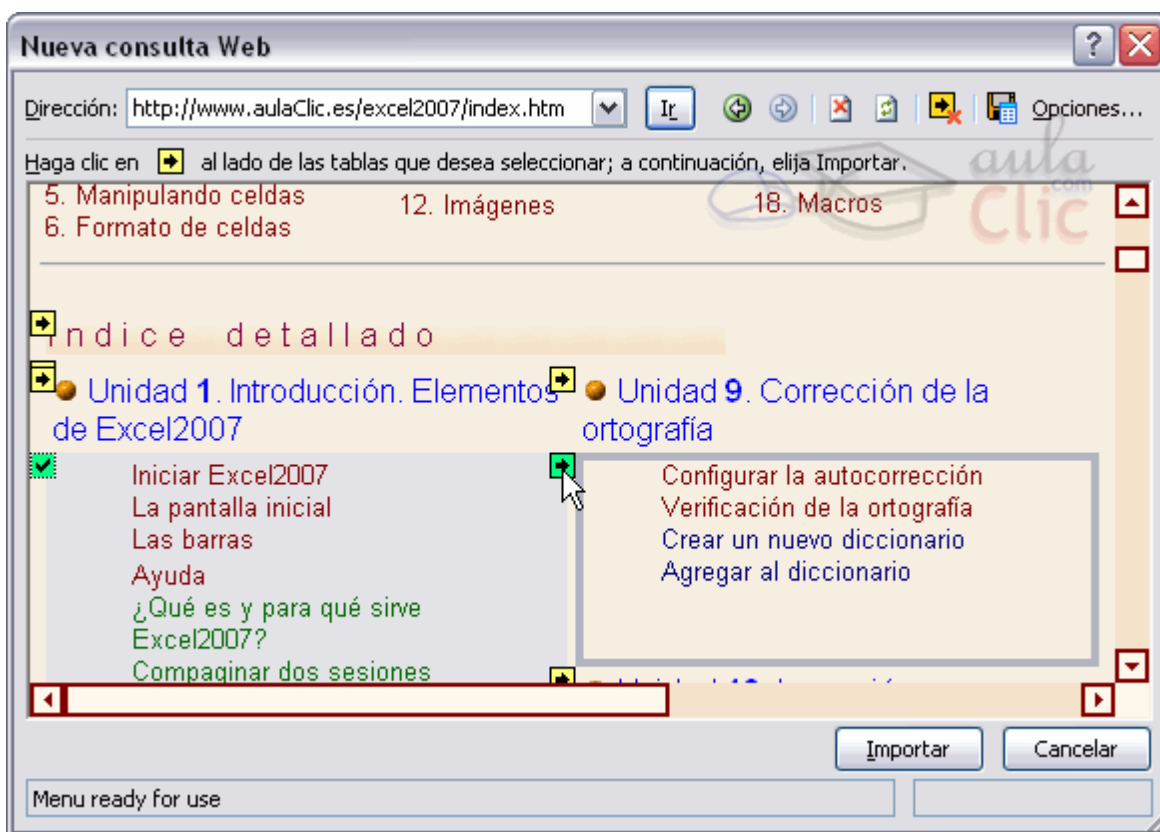 Nueva consulta Web
Dirección: http://www.aulaClic.es/excel2007/index.htm Ir Opciones...
Haga clic en al lado de las tablas que desea seleccionar; a continuación, elija Importar.
aula
.com
Clic
5. Manipulando celdas
12. Imágenes
18. Macros
6. Formato de celdas
Índice detallado
Unidad 1. Introducción. Elementos
de Excel2007
Unidad 9. Corrección de la
ortografía
Iniciar Excel2007
La pantalla inicial
Las barras
Ayuda
¿Qué es y para qué sirve
Excel2007?
Compaginar dos sesiones
Configurar la autocorrección
Verificación de la ortografía
Crear un nuevo diccionario
Agregar al diccionario
Importar Cancelar
Menu ready for use